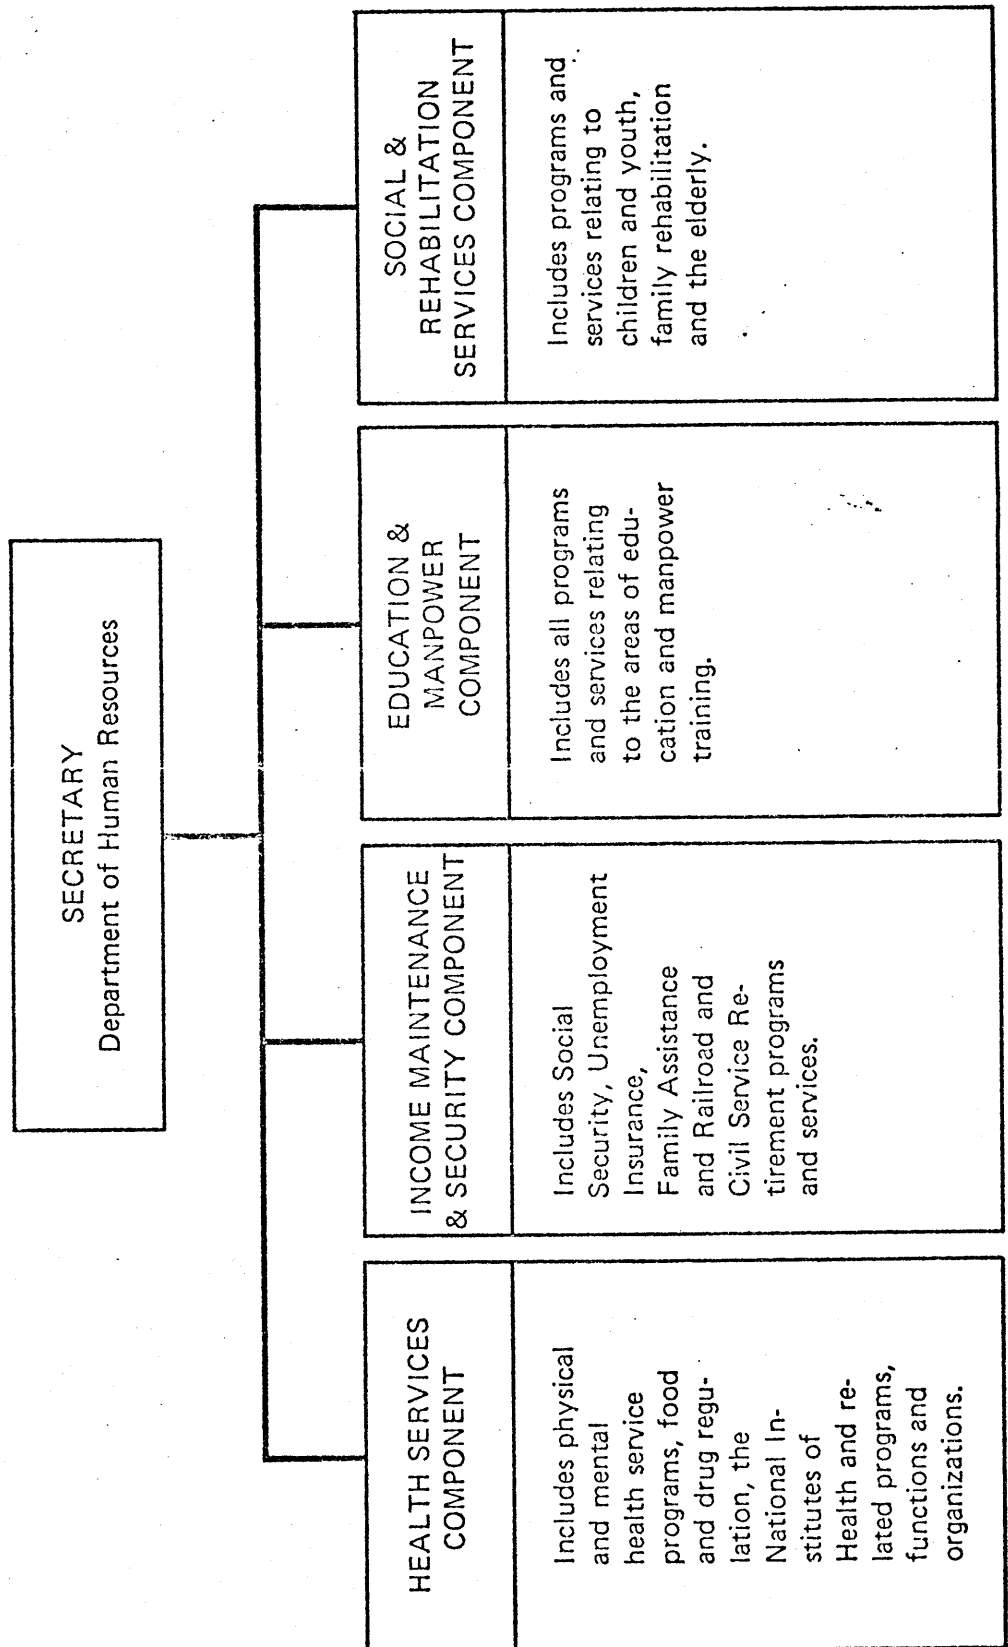 SECRETARY
Department of Human Resources
HEALTH SERVICES
COMPONENT
Includes physical
and mental
health service
programs, food
and drug regu-
lation, the
National In-
stitutes of
Health and re-
lated programs,
functions and
organizations.
INCOME MAINTENANCE
& SECURITY COMPONENT
Includes Social
Security, Unemployment
Insurance,
Family Assistance
and Railroad and
Civil Service Re-
tirement programs
and services.
EDUCATION &
MANPOWER
COMPONENT
Includes all programs
and services relating
to the areas of edu-
cation and manpower
training.
SOCIAL &
REHABILITATION
SERVICES COMPONENT
Includes programs and
services relating to
children and youth,
family rehabilitation
and the elderly.